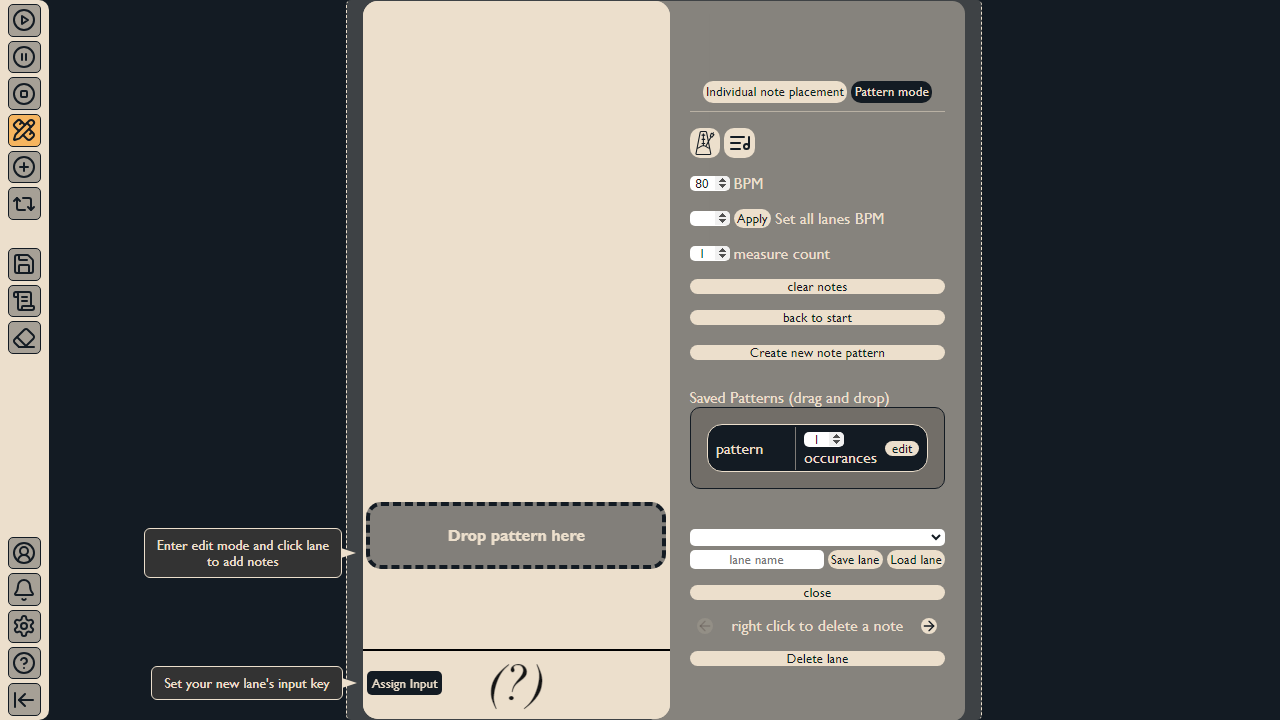 Individual note placement
Pattern mode
80 BPM
Apply Set all lanes BPM
1 measure count
clear notes
back to start
Create new note pattern
Saved Patterns (drag and drop)
pattern
1
occurances
edit
Drop pattern here
Enter edit mode and click lane
to add notes
lane name
Save lane
Load lane
close
right click to delete a note
Delete lane
Set your new lane's input key
Assign Input
(?)